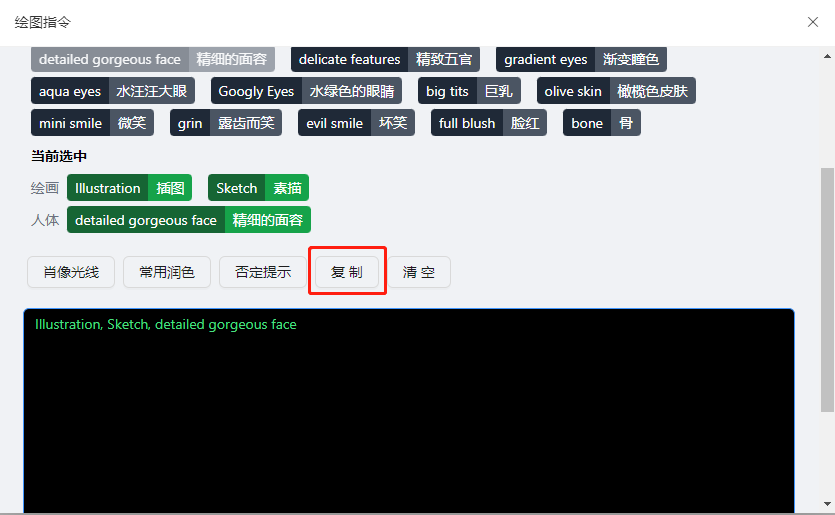 绘图指令
detailed gorgeous face 精细的面容 delicate features 精致五官 gradient eyes 渐变瞳色
aqua eyes 水汪汪大眼 Googly Eyes 水绿色的眼睛 big tits 巨乳 olive skin 橄榄色皮肤
mini smile 微笑 grin 露齿而笑 evil smile 坏笑 full blush 脸红 bone 骨
当前选中
绘画 Illustration 插图 Sketch 素描
人体 detailed gorgeous face 精细的面容
肖像光线 常用润色 否定提示 复 制 清 空
Illustration, Sketch, detailed gorgeous face